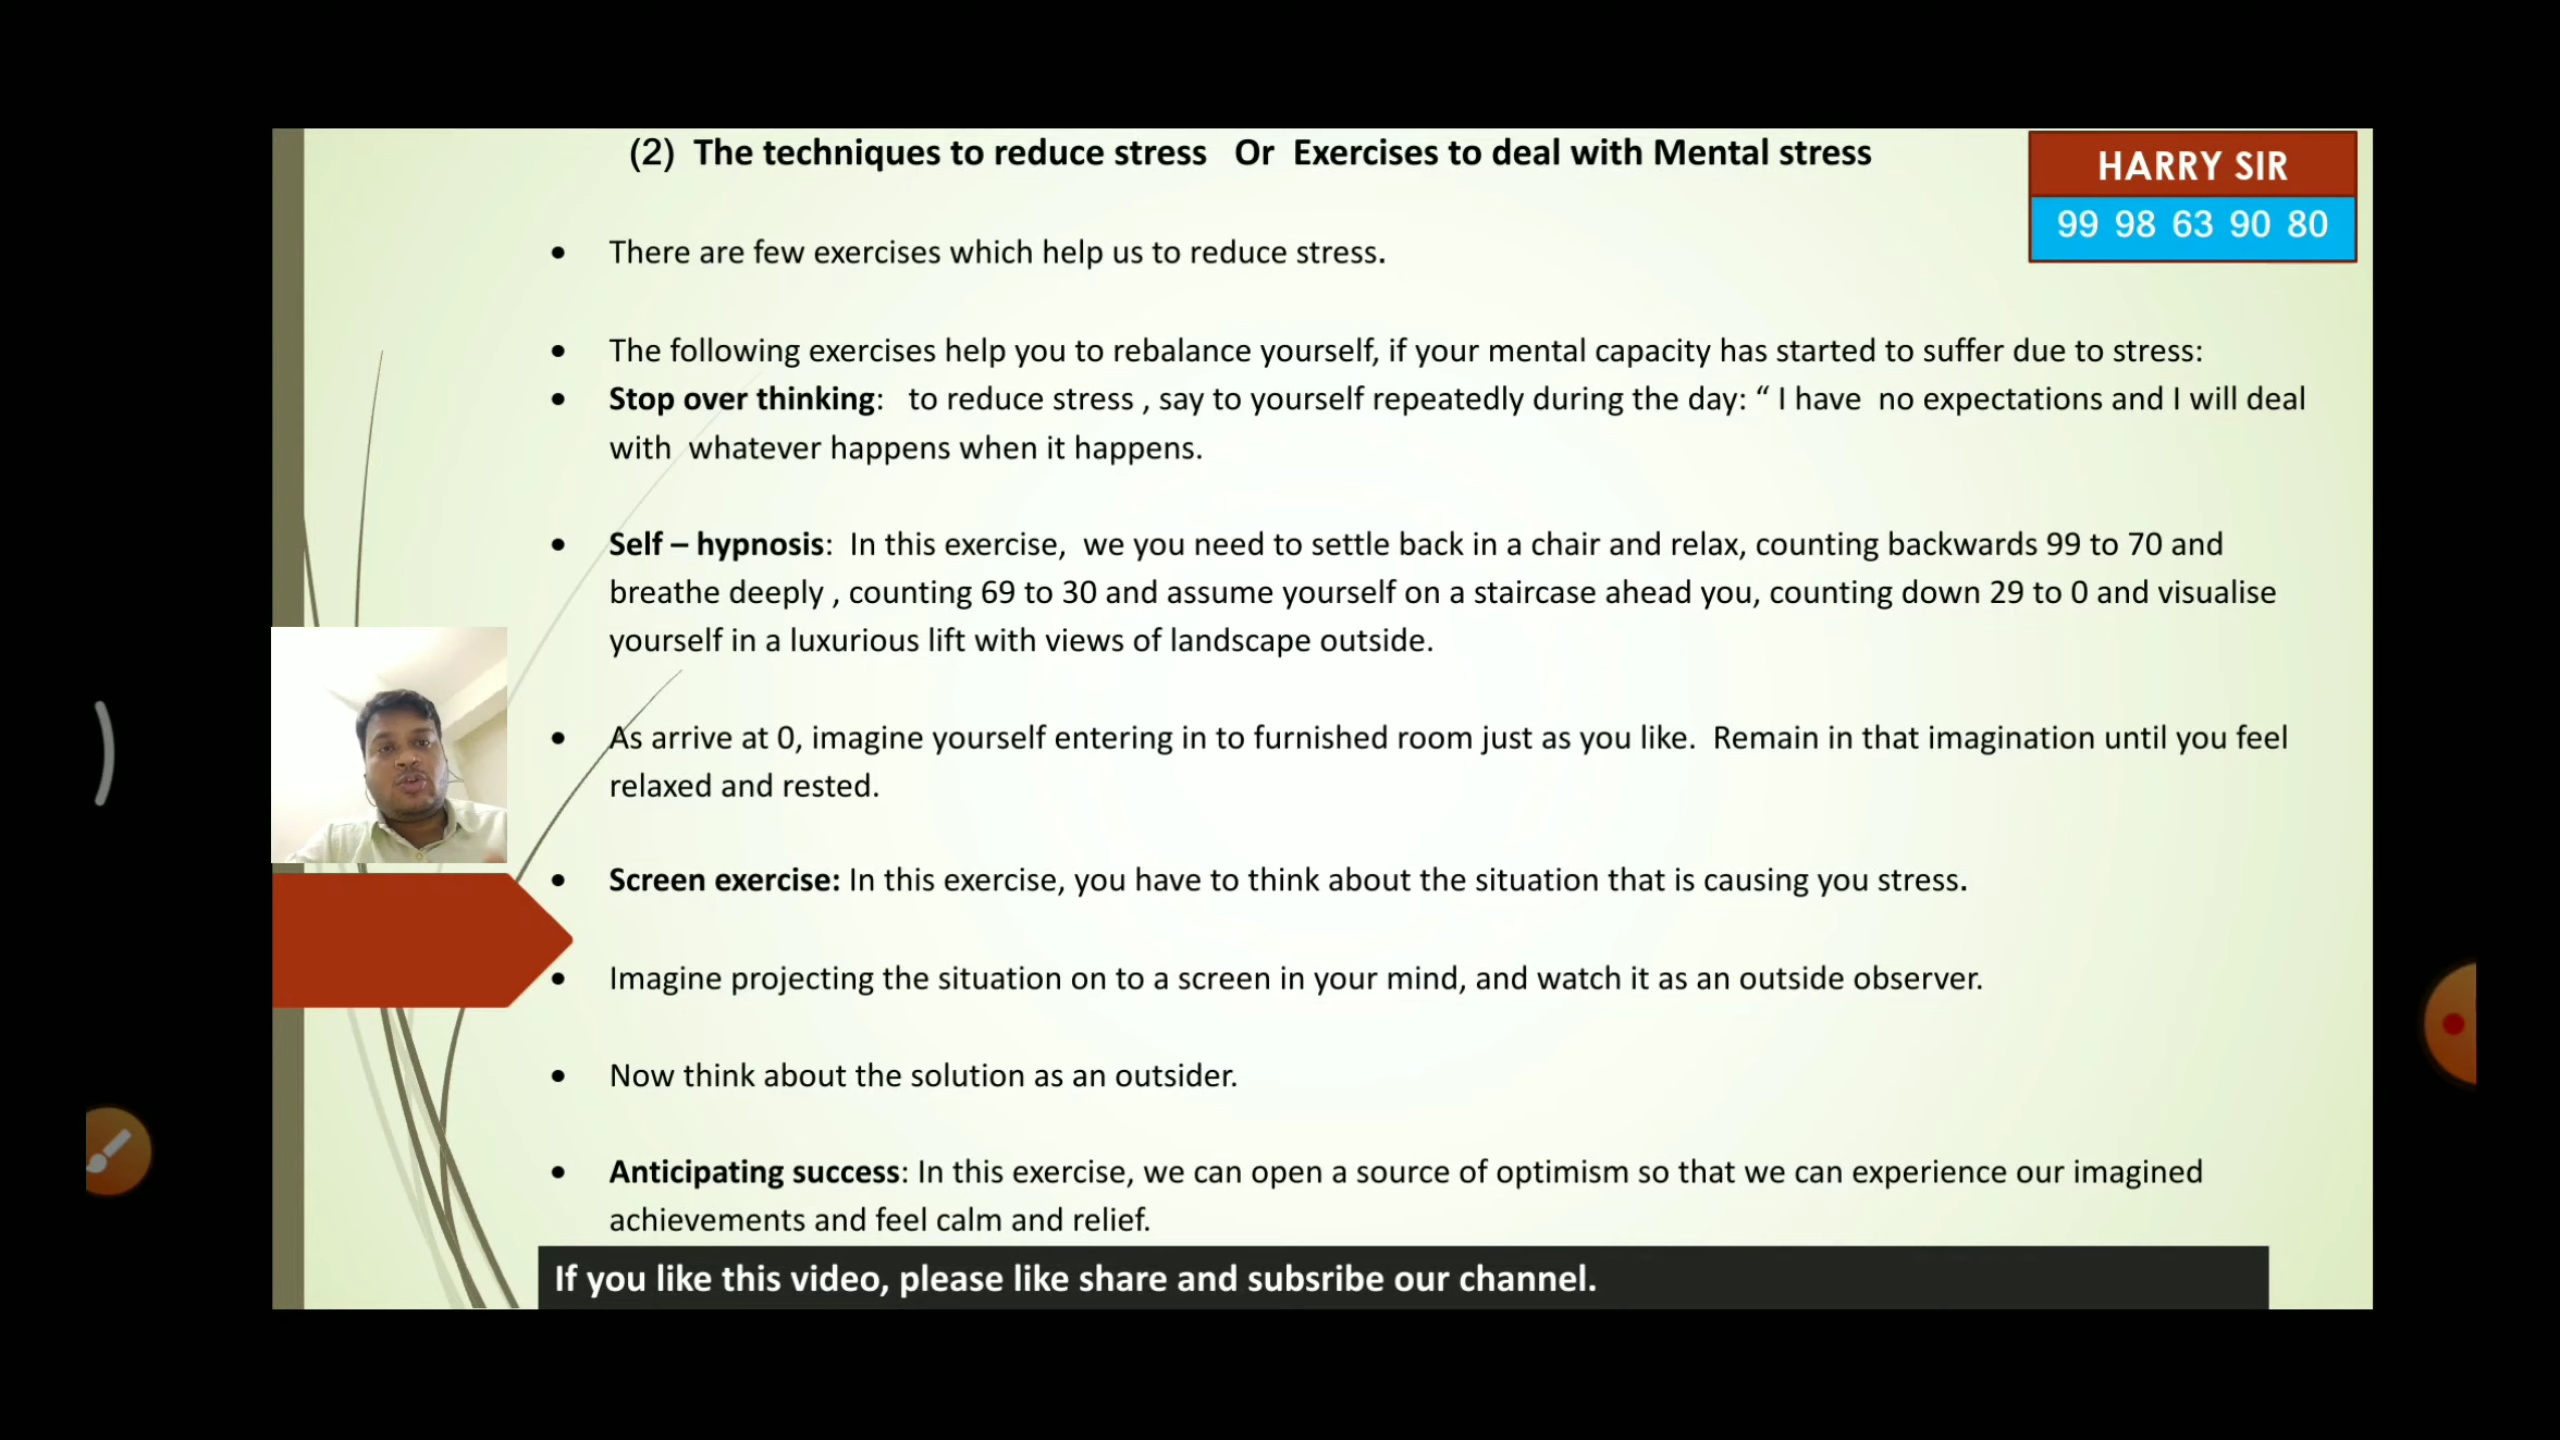 (2) The techniques to reduce stress Or Exercises to deal with Mental stress
HARRY SIR
99 98 63 90 80
• There are few exercises which help us to reduce stress.
• The following exercises help you to rebalance yourself, if your mental capacity has started to suffer due to stress:
• Stop over thinking: to reduce stress , say to yourself repeatedly during the day: “ I have no expectations and I will deal
with whatever happens when it happens.
• Self – hypnosis: In this exercise, we you need to settle back in a chair and relax, counting backwards 99 to 70 and
breathe deeply , counting 69 to 30 and assume yourself on a staircase ahead you, counting down 29 to 0 and visualise
yourself in a luxurious lift with views of landscape outside.
• As arrive at 0, imagine yourself entering in to furnished room just as you like. Remain in that imagination until you feel
relaxed and rested.
• Screen exercise: In this exercise, you have to think about the situation that is causing you stress.
• Imagine projecting the situation on to a screen in your mind, and watch it as an outside observer.
• Now think about the solution as an outsider.
• Anticipating success: In this exercise, we can open a source of optimism so that we can experience our imagined
achievements and feel calm and relief.
If you like this video, please like share and subsribe our channel.